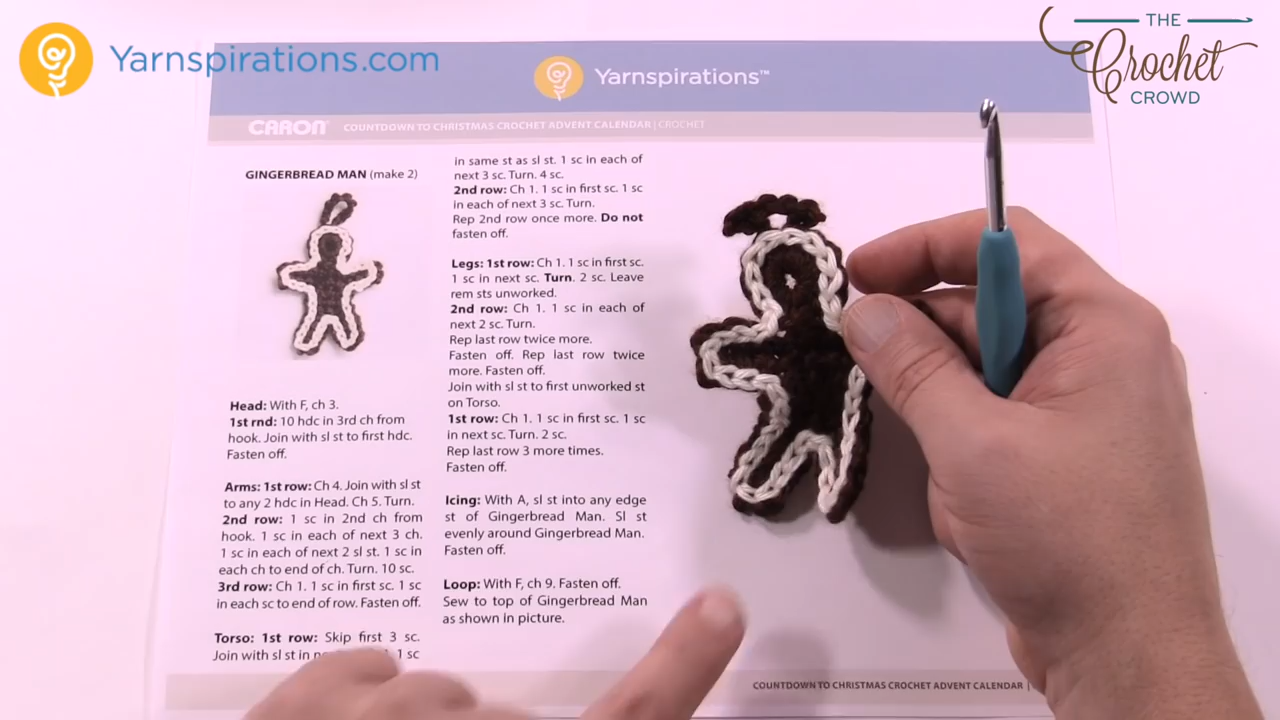 Yarnspirations.com
THE
Crochet
CROWD
Yarnspirations™
CARON® COUNTDOWN TO CHRISTMAS CROCHET ADVENT CALENDAR | CROCHET
GINGERBREAD MAN (make 2)
Head: With F, ch 3.
1st rnd: 10 hdc in 3rd ch from
hook. Join with sl st to first hdc.
Fasten off.
Arms: 1st row: Ch 4. Join with sl st
to any 2 hdc in Head. Ch 5. Turn.
2nd row: 1 sc in 2nd ch from
hook. 1 sc in each of next 3 ch.
1 sc in each of next 2 sl st. 1 sc in
each ch to end of ch. Turn. 10 sc.
3rd row: Ch 1. 1 sc in first sc. 1 sc
in each sc to end of row. Fasten off.
Torso: 1st row: Skip first 3 sc.
Join with sl st in 1 sc
in same st as sl st. 1 sc in each of
next 3 sc. Turn. 4 sc.
2nd row: Ch 1. 1 sc in first sc. 1 sc
in each of next 3 sc. Turn.
Rep 2nd row once more. Do not
fasten off.
Legs: 1st row: Ch 1. 1 sc in first sc.
1 sc in next sc. Turn. 2 sc. Leave
rem sts unworked.
2nd row: Ch 1. 1 sc in each of
next 2 sc. Turn.
Rep last row twice more.
Fasten off. Rep last row twice
more. Fasten off.
Join with sl st to first unworked st
on Torso.
1st row: Ch 1. 1 sc in first sc. 1 sc
in next sc. Turn. 2 sc.
Rep last row 3 more times.
Fasten off.
Icing: With A, sl st into any edge
st of Gingerbread Man. Sl st
evenly around Gingerbread Man.
Fasten off.
Loop: With F, ch 9. Fasten off.
Sew to top of Gingerbread Man
as shown in picture.
COUNTDOWN TO CHRISTMAS CROCHET ADVENT CALENDAR |